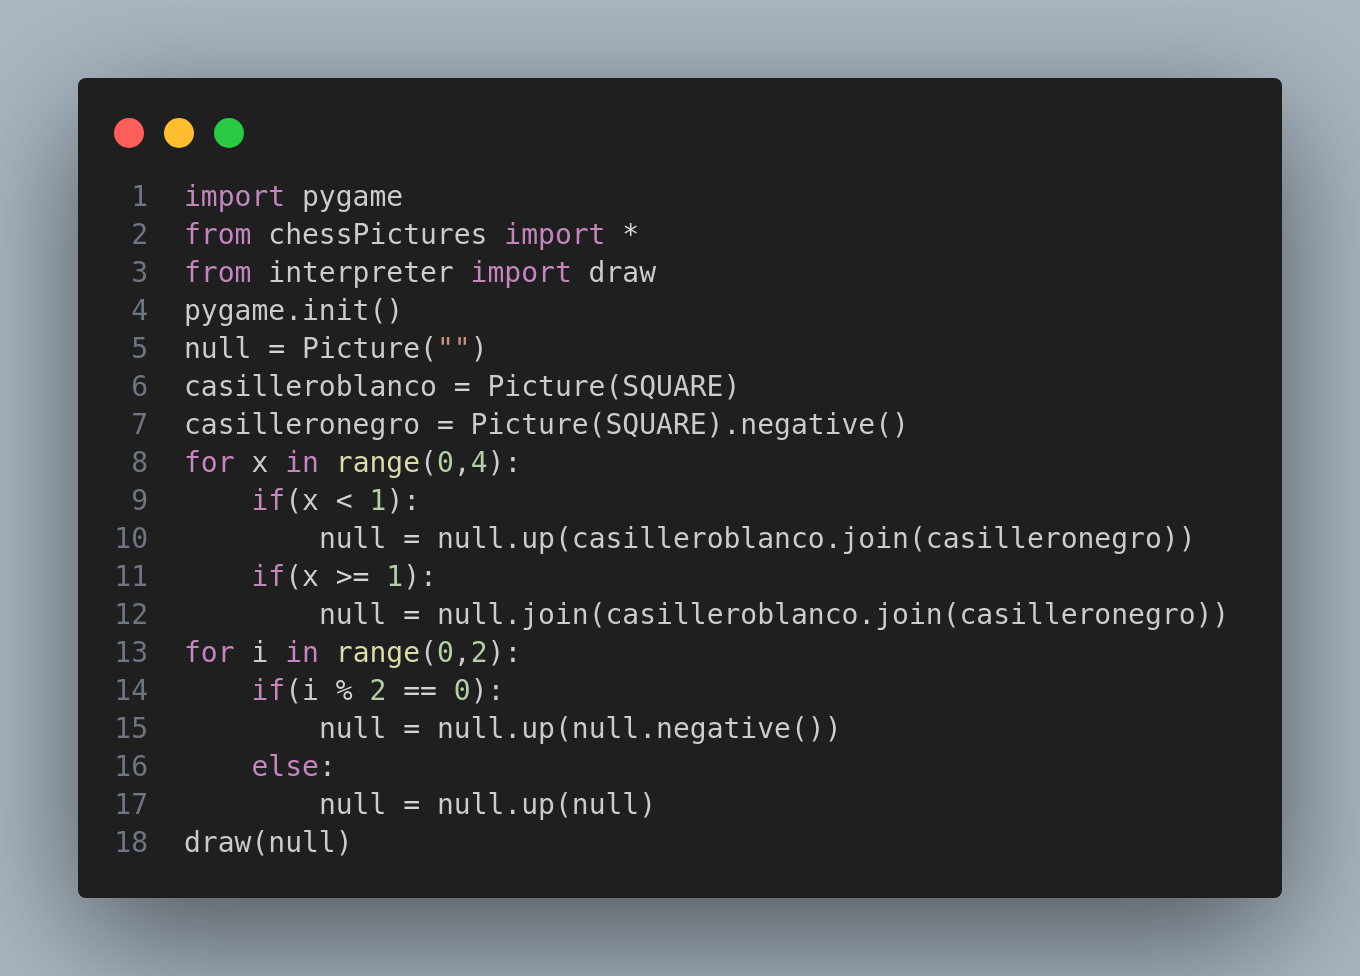 1 import pygame
2 from chessPictures import *
3 from interpreter import draw
4 pygame.init()
5 null = Picture("")
6 casilleroblanco = Picture(SQUARE)
7 casilleronegro = Picture(SQUARE).negative()
8 for x in range(0,4):
9     if(x < 1):
10         null = null.up(casilleroblanco.join(casilleronegro))
11     if(x >= 1):
12         null = null.join(casilleroblanco.join(casilleronegro))
13 for i in range(0,2):
14     if(i % 2 == 0):
15         null = null.up(null.negative())
16     else:
17         null = null.up(null)
18 draw(null)